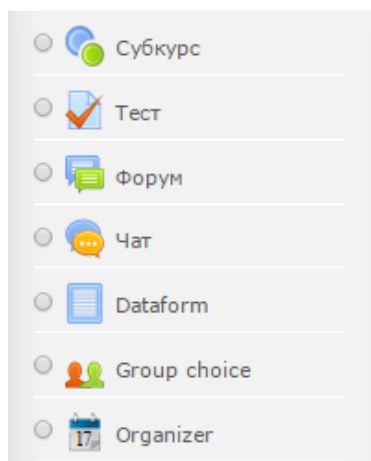 Субкурс
Тест
Форум
Чат
Dataform
Group choice
17
Organizer